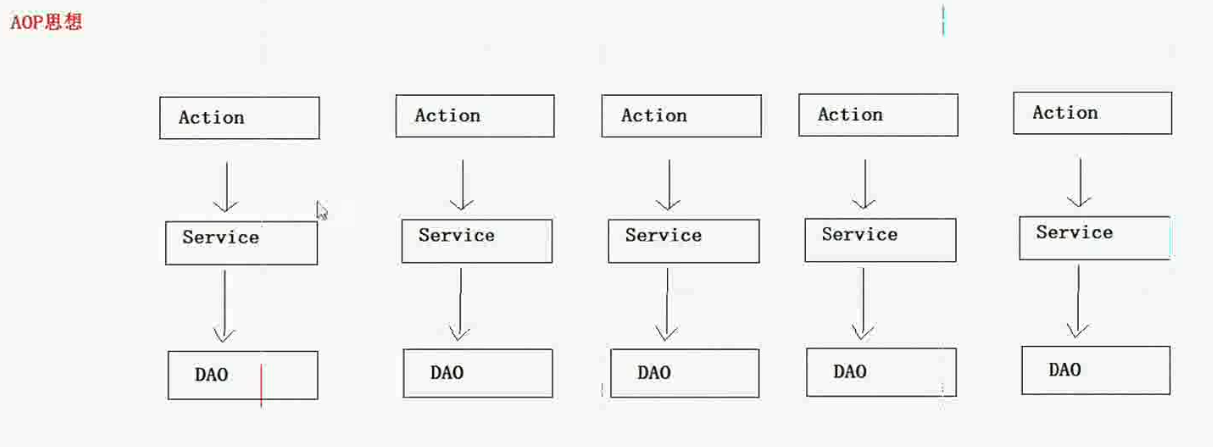 AOP思想
Action Action Action Action Action
Service Service Service Service Service
DAO DAO DAO DAO DAO